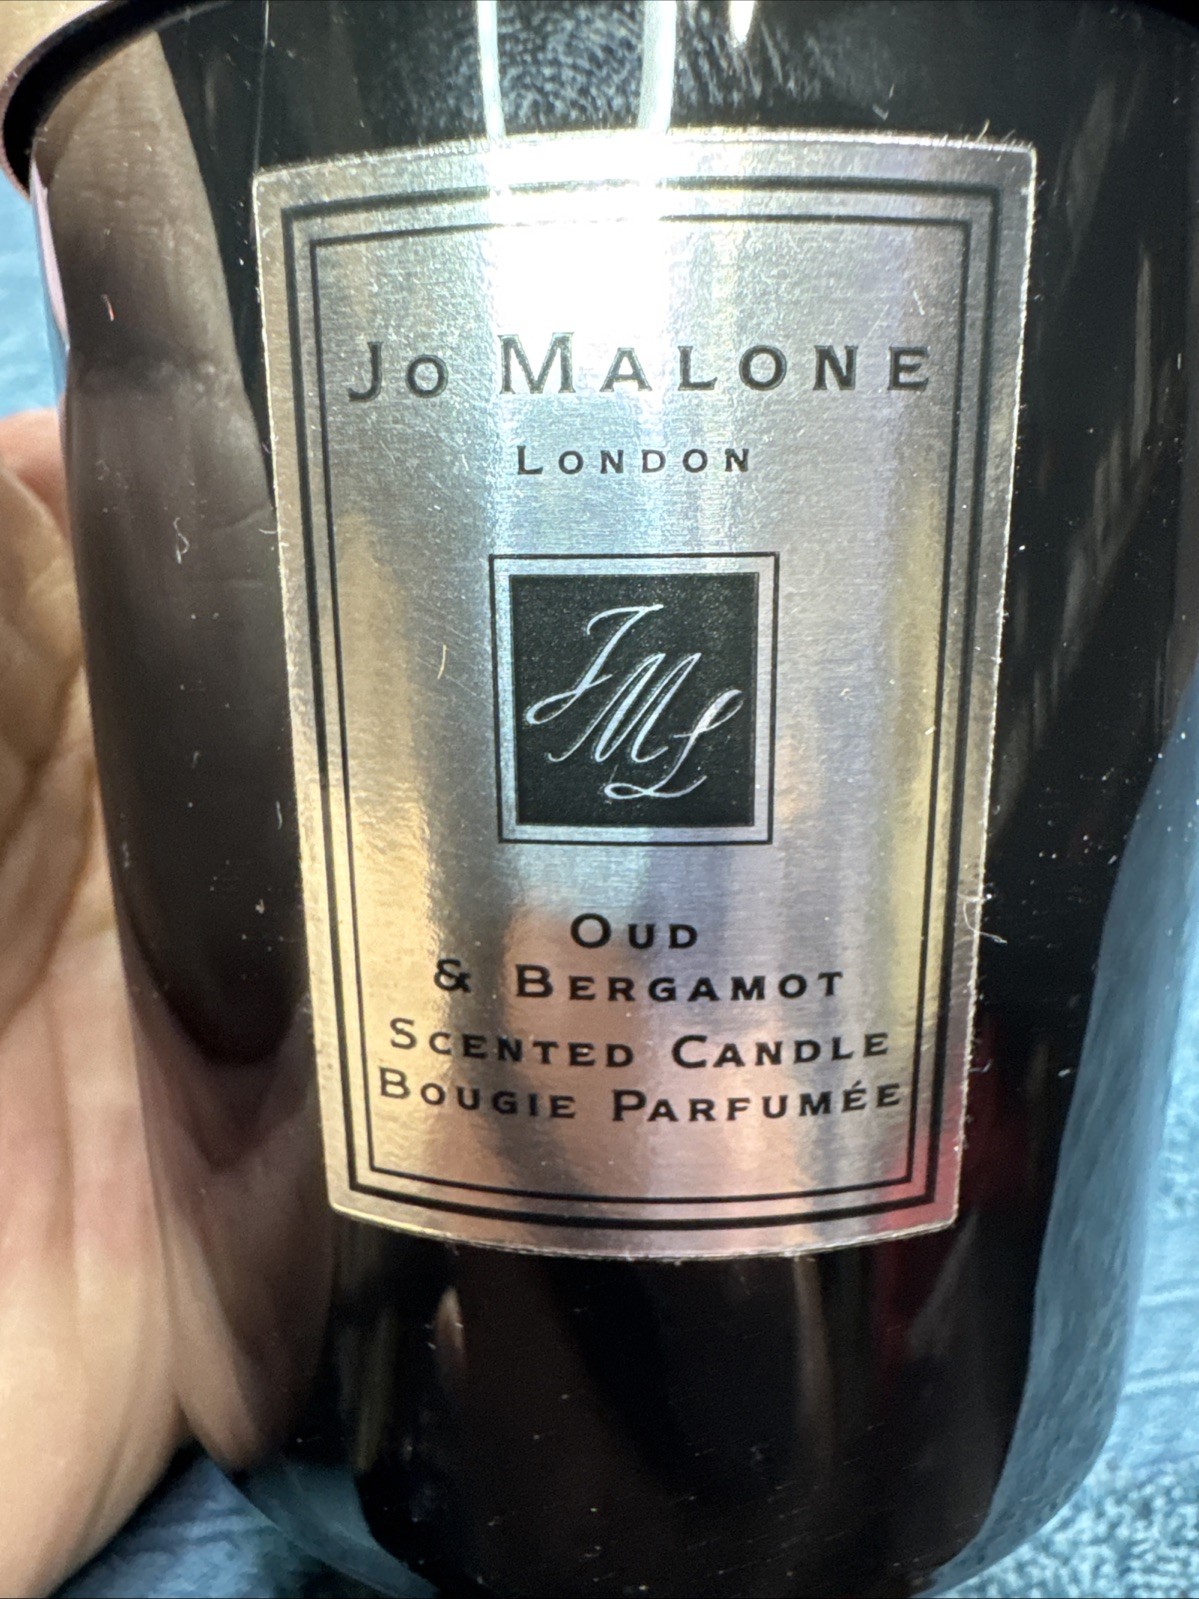 Jo Malone
London
JML
Oud
& Bergamot
Scented Candle
Bougie Parfumée